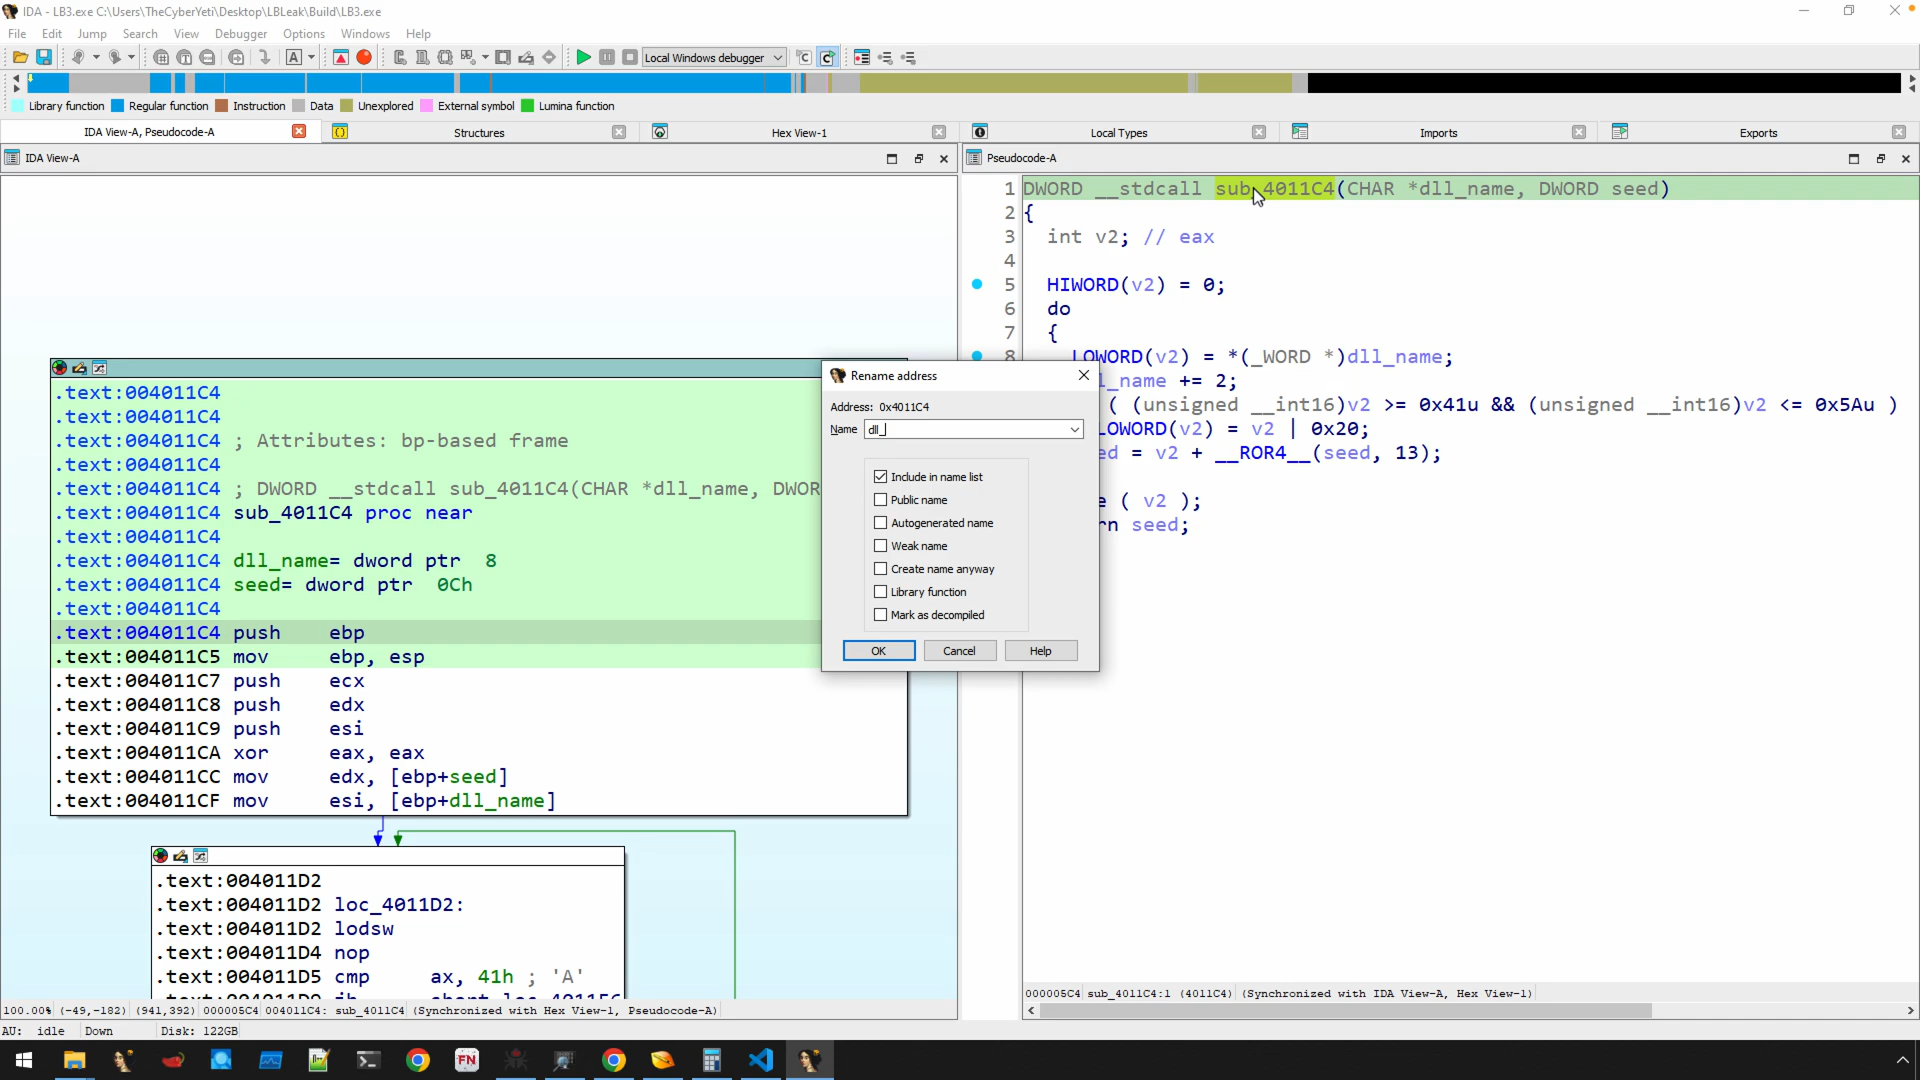 IDA - LB3.exe C:\Users\TheCyberYeti\Desktop\LBLeak\Build\LB3.exe
File Edit Jump Search View Debugger Options Windows Help
Local Windows debugger
Library function Regular function Instruction Data Unexplored External symbol Lumina function
IDA View-A, Pseudocode-A Structures Hex View-1 Local Types Imports Exports
IDA View-A
.text:004011C4
.text:004011C4
.text:004011C4 ; Attributes: bp-based frame
.text:004011C4
.text:004011C4 ; DWORD __stdcall sub_4011C4(CHAR *dll_name, DWOR
.text:004011C4 sub_4011C4 proc near
.text:004011C4
.text:004011C4 dll_name= dword ptr 8
.text:004011C4 seed= dword ptr 0Ch
.text:004011C4
.text:004011C4 push ebp
.text:004011C5 mov ebp, esp
.text:004011C7 push ecx
.text:004011C8 push edx
.text:004011C9 push esi
.text:004011CA xor eax, eax
.text:004011CC mov edx, [ebp+seed]
.text:004011CF mov esi, [ebp+dll_name]
.text:004011D2
.text:004011D2 loc_4011D2:
.text:004011D2 lodsw
.text:004011D4 nop
.text:004011D5 cmp ax, 41h ; 'A'
100.00% (-49,-182) (941,392) 000005C4 004011C4: sub_4011C4 (Synchronized with Hex View-1, Pseudocode-A)
Pseudocode-A
1 DWORD __stdcall sub_4011C4(CHAR *dll_name, DWORD seed)
2 {
3 int v2; // eax
4
5 HIWORD(v2) = 0;
6 do
7 {
8 LOWORD(v2) = *(_WORD *)dll_name;
l_name += 2;
( (unsigned __int16)v2 >= 0x41u && (unsigned __int16)v2 <= 0x5Au )
LOWORD(v2) = v2 | 0x20;
ed = v2 + __ROR4__(seed, 13);
e ( v2 );
rn seed;
000005C4 sub_4011C4:1 (4011C4) (Synchronized with IDA View-A, Hex View-1)
Rename address
Address: 0x4011C4
Name dll_
Include in name list
Public name
Autogenerated name
Weak name
Create name anyway
Library function
Mark as decompiled
OK Cancel Help
AU: idle Down Disk: 122GB
FN